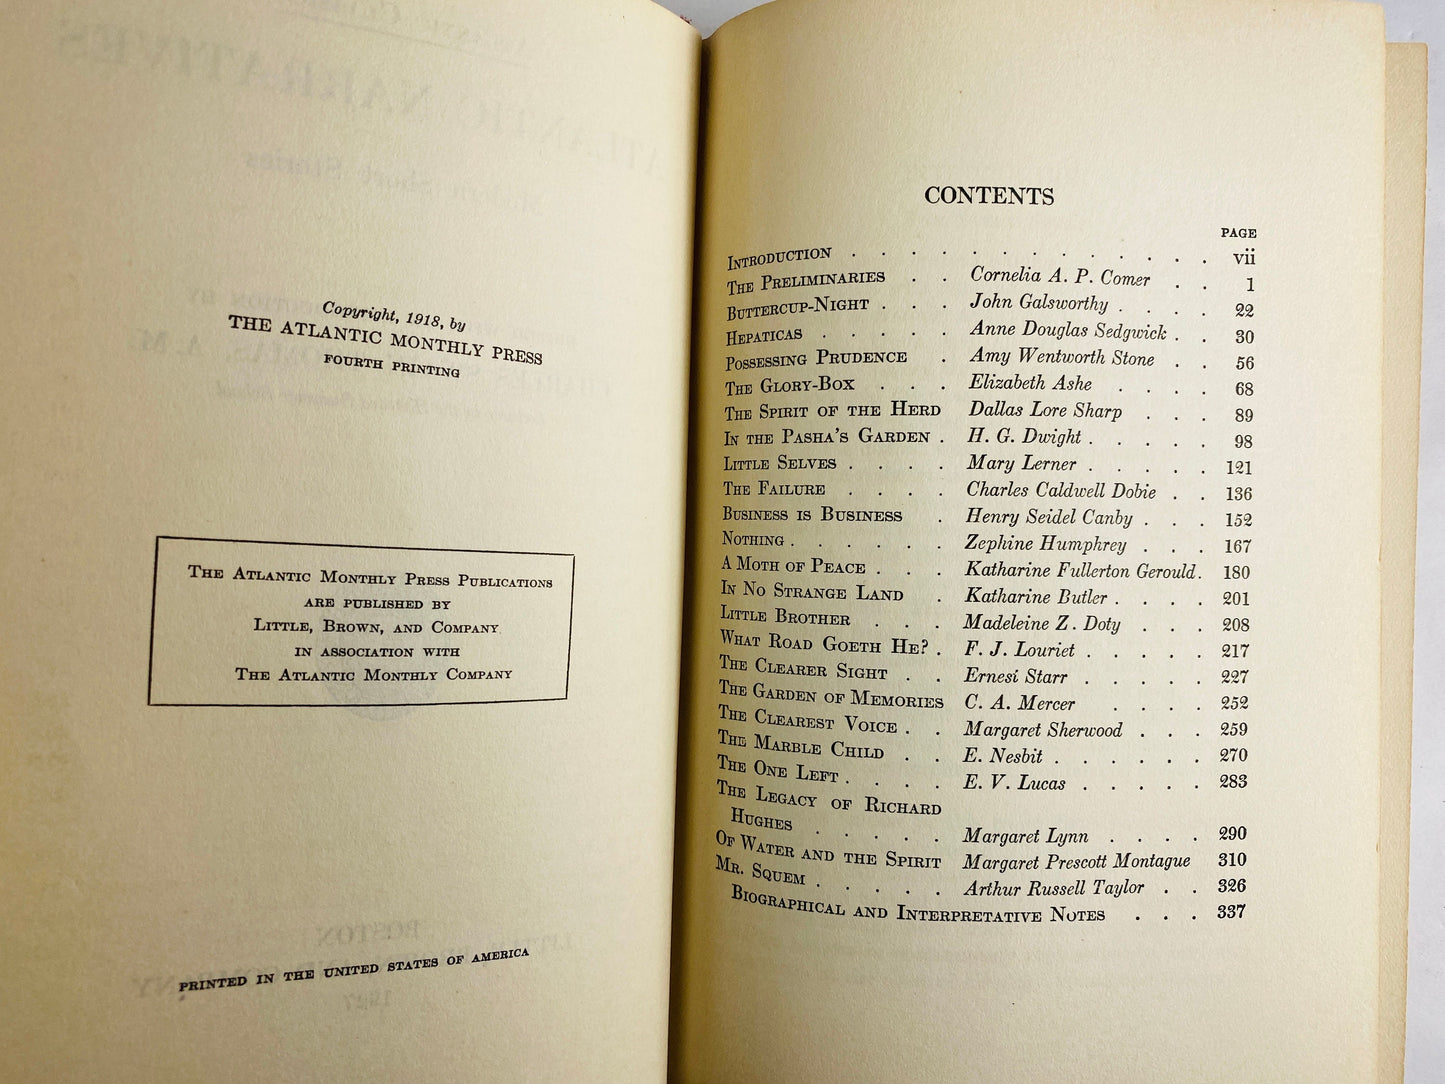 Copyright, 1918, by
THE ATLANTIC MONTHLY PRESS
FOURTH PRINTING
THE ATLANTIC MONTHLY PRESS PUBLICATIONS
ARE PUBLISHED BY
LITTLE, BROWN, AND COMPANY
IN ASSOCIATION WITH
THE ATLANTIC MONTHLY COMPANY
PRINTED IN THE UNITED STATES OF AMERICA
CONTENTS
PAGE
INTRODUCTION . . . . . . . . . . . . . vii
THE PRELIMINARIES . . Cornelia A. P. Comer . . 1
BUTTERCUP-NIGHT . . . John Galsworthy . . . . 22
HEPATICAS . . . . . Anne Douglas Sedgwick . . 30
POSSESSING PRUDENCE . Amy Wentworth Stone . . 56
THE GLORY-BOX . . . Elizabeth Ashe . . . . 68
THE SPIRIT OF THE HERD Dallas Lore Sharp . . . 89
IN THE PASHA'S GARDEN . H. G. Dwight . . . . . 98
LITTLE SELVES . . . . Mary Lerner . . . . . 121
THE FAILURE . . . . Charles Caldwell Dobie . . 136
BUSINESS IS BUSINESS . Henry Seidel Canby . . . 152
NOTHING . . . . . . Zephine Humphrey . . . 167
A MOTH OF PEACE . . . Katharine Fullerton Gerould . 180
IN NO STRANGE LAND . Katharine Butler . . . . 201
LITTLE BROTHER . . . Madeleine Z. Doty . . . 208
WHAT ROAD GOETH HE? . F. J. Louriet . . . . . 217
THE CLEARER SIGHT . . Ernest Starr . . . . . 227
THE GARDEN OF MEMORIES C. A. Mercer . . . . 252
THE CLEAREST VOICE . . Margaret Sherwood . . . 259
THE MARBLE CHILD . . E. Nesbit . . . . . . 270
THE ONE LEFT . . . . E. V. Lucas . . . . . 283
THE LEGACY OF RICHARD
HUGHES . . . . . Margaret Lynn . . . . 290
OF WATER AND THE SPIRIT Margaret Prescott Montague 310
MR. SQUEM . . . . . Arthur Russell Taylor . . 326
BIOGRAPHICAL AND INTERPRETATIVE NOTES . . . 337